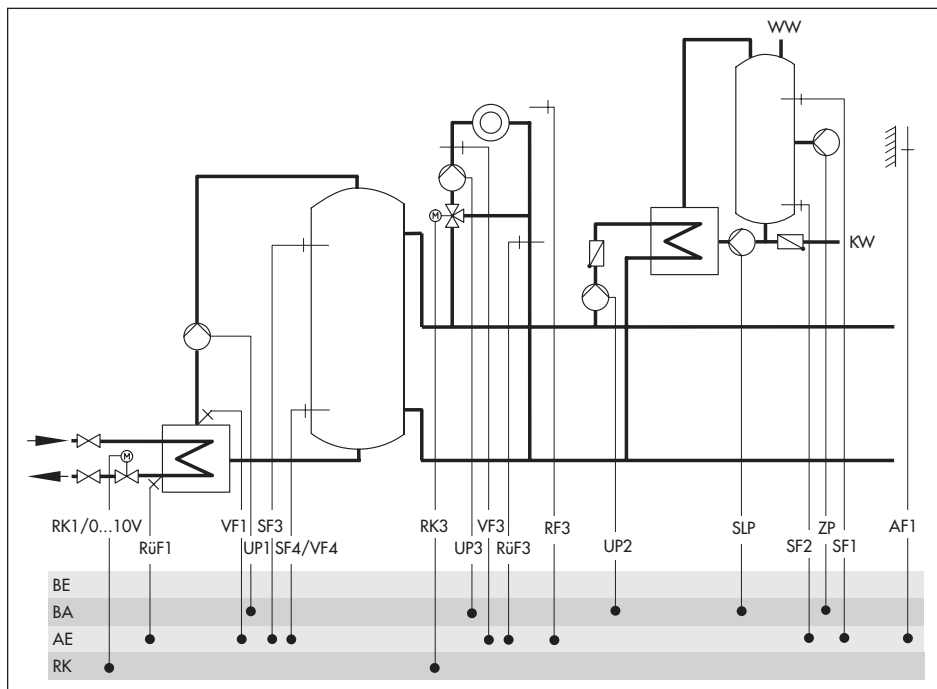 WW
KW
M
M
RK1/0...10V
VF1
SF3
RK3
VF3
RF3
SLP
ZP
AF1
RüF1
UP1
SF4/VF4
UP3
RüF3
UP2
SF2
SF1
BE
BA
AE
RK